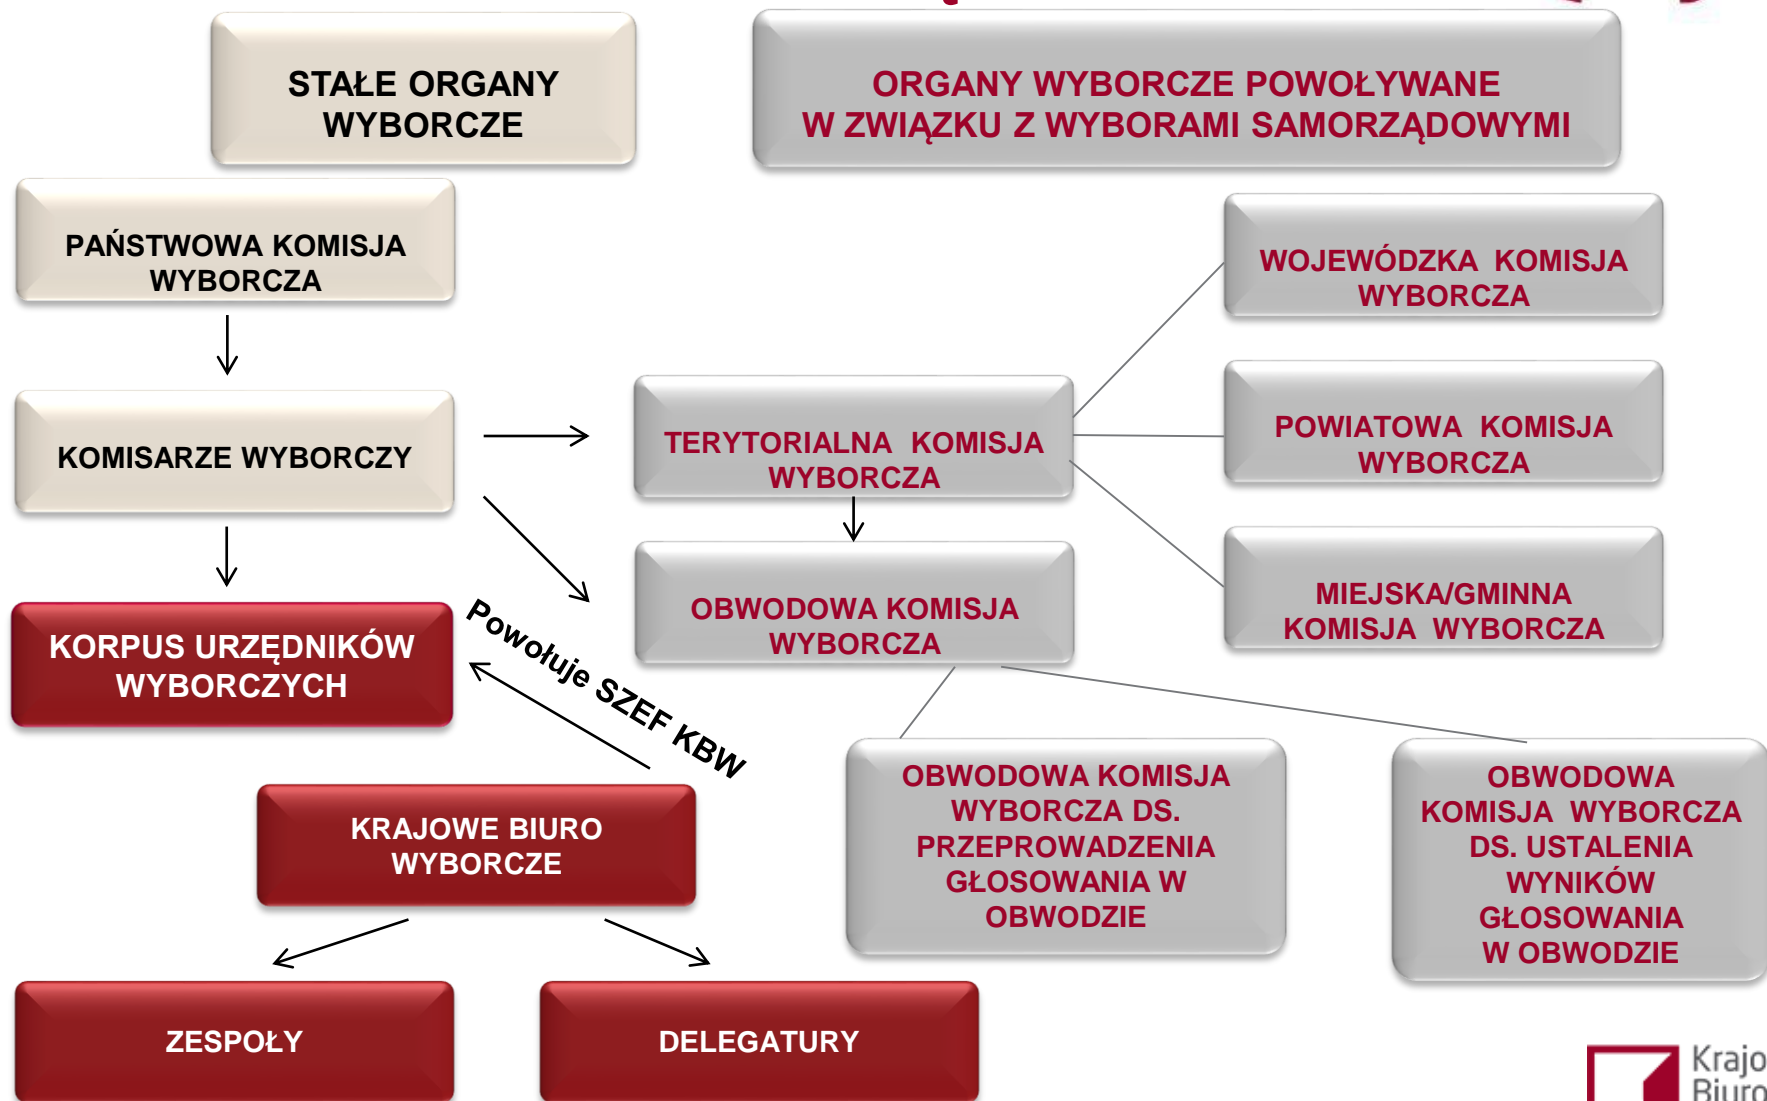 STAŁE ORGANY
WYBORCZE
ORGANY WYBORCZE POWOŁYWANE
W ZWIĄZKU Z WYBORAMI SAMORZĄDOWYMI
PAŃSTWOWA KOMISJA
WYBORCZA
WOJEWÓDZKA KOMISJA
WYBORCZA
KOMISARZE WYBORCZY
TERYTORIALNA KOMISJA
WYBORCZA
POWIATOWA KOMISJA
WYBORCZA
KORPUS URZĘDNIKÓW
WYBORCZYCH
Powołuje SZEF KBW
OBWODOWA KOMISJA
WYBORCZA
MIEJSKA/GMINNA
KOMISJA WYBORCZA
KRAJOWE BIURO
WYBORCZE
OBWODOWA KOMISJA
WYBORCZA DS.
PRZEPROWADZENIA
GŁOSOWANIA W
OBWODZIE
OBWODOWA
KOMISJA WYBORCZA
DS. USTALENIA
WYNIKÓW
GŁOSOWANIA
W OBWODZIE
ZESPOŁY
DELEGATURY
Krajo
Biuro